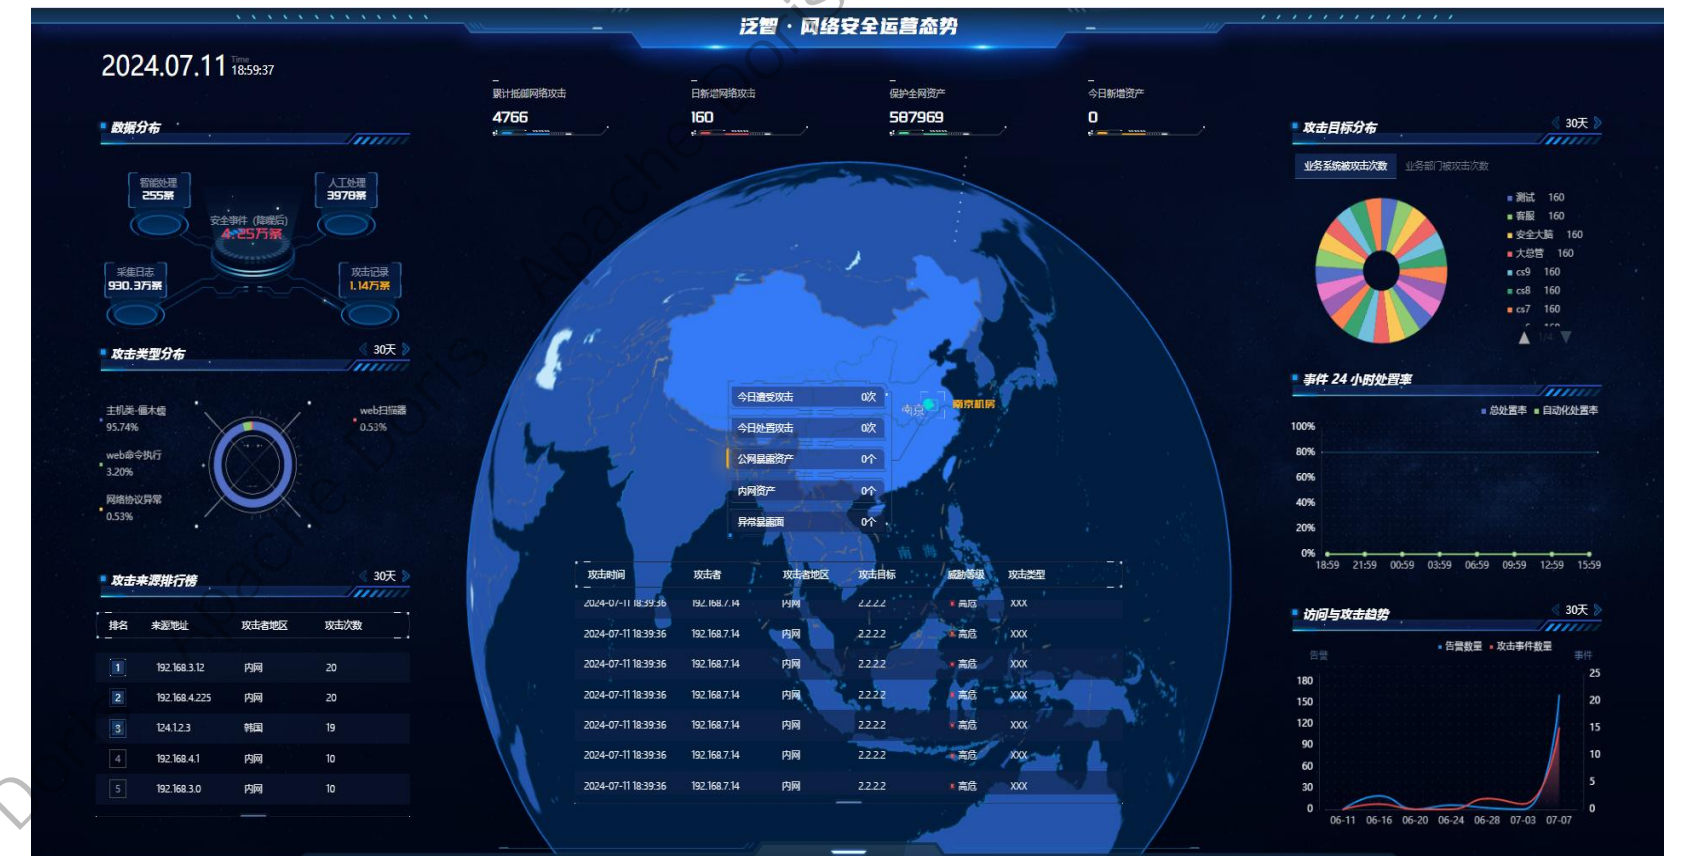 泛智 · 网络安全运营态势
2024.07.11 Time
18:59:37
累计抵御网络攻击
4766
日新增网络攻击
160
保护全网资产
587969
今日新增资产
0
数据分布
智能处理
255条
人工处理
3978条
安全事件（降噪后）
4.25万条
采集日志
930.3万条
攻击记录
1.14万条
攻击类型分布
30天
主机类-僵木蠕
95.74%
web命令执行
3.20%
网络协议异常
0.53%
web扫描器
0.53%
攻击来源排行榜
30天
排名 来源地址 攻击者地区 攻击次数
1 192.168.3.12 内网 20
2 192.168.4.225 内网 20
3 124.1.2.3 韩国 19
4 192.168.4.1 内网 10
5 192.168.3.0 内网 10
今日遭受攻击 0次
今日处置攻击 0次
公网暴露资产 0个
内网资产 0个
异常暴露面 0个
南京
南京机房
南 海
攻击时间 攻击者 攻击者地区 攻击目标 威胁等级 攻击类型
2024-07-11 18:39:36 192.168.7.14 内网 2.2.2.2 高危 XXX
2024-07-11 18:39:36 192.168.7.14 内网 2.2.2.2 高危 XXX
2024-07-11 18:39:36 192.168.7.14 内网 2.2.2.2 高危 XXX
2024-07-11 18:39:36 192.168.7.14 内网 2.2.2.2 高危 XXX
2024-07-11 18:39:36 192.168.7.14 内网 2.2.2.2 高危 XXX
2024-07-11 18:39:36 192.168.7.14 内网 2.2.2.2 高危 XXX
2024-07-11 18:39:36 192.168.7.14 内网 2.2.2.2 高危 XXX
攻击目标分布
30天
业务系统被攻击次数 业务部门被攻击次数
测试 160
客服 160
安全大脑 160
大总管 160
cs9 160
cs8 160
cs7 160
1/4
事件 24 小时处置率
总处置率 自动化处置率
100%
80%
60%
40%
20%
0%
18:59 21:59 00:59 03:59 06:59 09:59 12:59 15:59
访问与攻击趋势
30天
告警数量 攻击事件数量
告警 事件
180 25
150 20
120 15
90 10
60 5
30
0 0
06-11 06-16 06-20 06-24 06-28 07-03 07-07
Apache Doris
Apache Doris